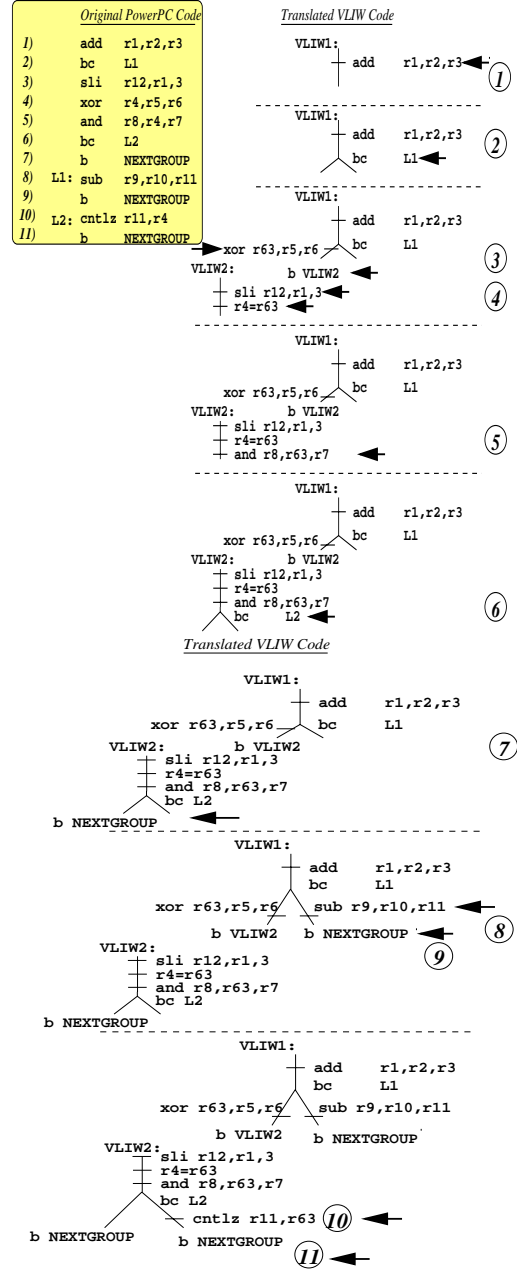 Original PowerPC Code
1) add r1,r2,r3
2) bc L1
3) sli r12,r1,3
4) xor r4,r5,r6
5) and r8,r4,r7
6) bc L2
7) b NEXTGROUP
8) L1: sub r9,r10,r11
9) b NEXTGROUP
10) L2: cntlz r11,r4
11) b NEXTGROUP
Translated VLIW Code
VLIW1:
add r1,r2,r3
1
VLIW1:
add r1,r2,r3
bc L1
2
VLIW1:
add r1,r2,r3
xor r63,r5,r6 bc L1
3
VLIW2: b VLIW2
sli r12,r1,3
4
r4=r63
VLIW1:
add r1,r2,r3
xor r63,r5,r6 bc L1
VLIW2: b VLIW2
sli r12,r1,3
r4=r63
5
and r8,r63,r7
VLIW1:
add r1,r2,r3
xor r63,r5,r6 bc L1
VLIW2: b VLIW2
sli r12,r1,3
r4=r63
and r8,r63,r7
6
bc L2
Translated VLIW Code
VLIW1:
add r1,r2,r3
xor r63,r5,r6 bc L1
7
VLIW2: b VLIW2
sli r12,r1,3
r4=r63
and r8,r63,r7
bc L2
b NEXTGROUP
VLIW1:
add r1,r2,r3
bc L1
xor r63,r5,r6 sub r9,r10,r11
8
b VLIW2 b NEXTGROUP
9
VLIW2:
sli r12,r1,3
r4=r63
and r8,r63,r7
bc L2
b NEXTGROUP
VLIW1:
add r1,r2,r3
bc L1
xor r63,r5,r6 sub r9,r10,r11
b VLIW2 b NEXTGROUP
VLIW2:
sli r12,r1,3
r4=r63
and r8,r63,r7
bc L2
cntlz r11,r63 10
b NEXTGROUP b NEXTGROUP
11